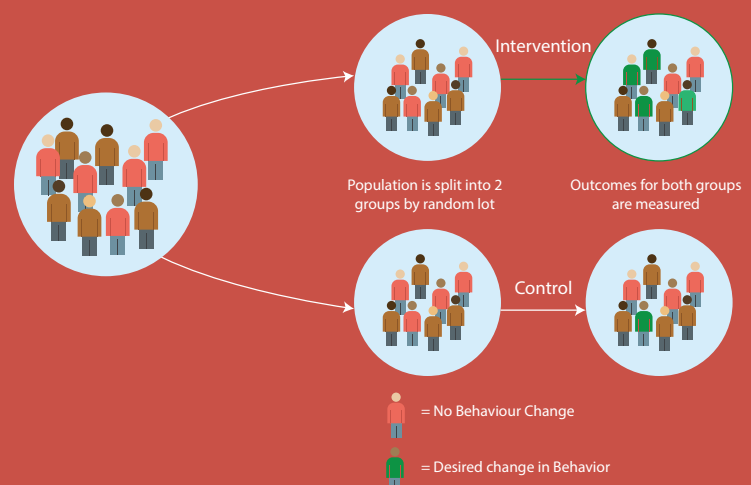 Intervention
Population is split into 2
groups by random lot
Outcomes for both groups
are measured
Control
= No Behaviour Change
= Desired change in Behavior